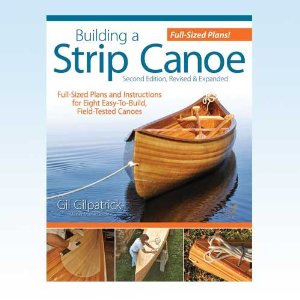 Building a
Full-Sized Plans!
Strip Canoe
Second Edition, Revised & Expanded
Full-Sized Plans and Instructions
for Eight Easy-To-Build,
Field-Tested Canoes
Gil Gilpatrick